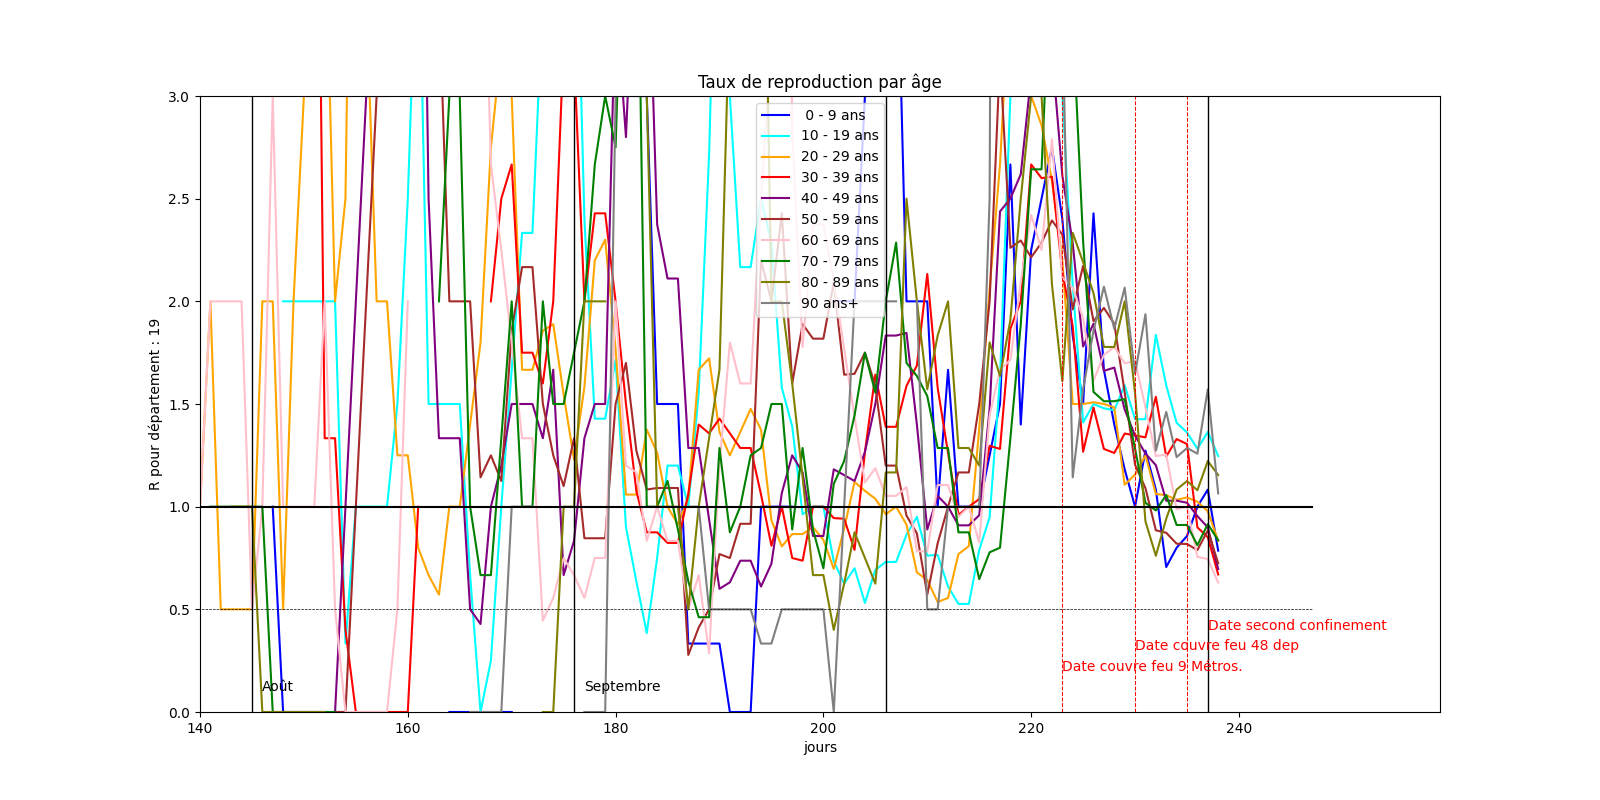 Taux de reproduction par âge
R pour département : 19
3.0
2.5
2.0
1.5
1.0
0.5
0.0
0 - 9 ans
10 - 19 ans
20 - 29 ans
30 - 39 ans
40 - 49 ans
50 - 59 ans
60 - 69 ans
70 - 79 ans
80 - 89 ans
90 ans+
Date second confinement
Date couvre feu 48 dep
Date couvre feu 9 Métros.
Août
Septembre
140
160
180
200
220
240
jours